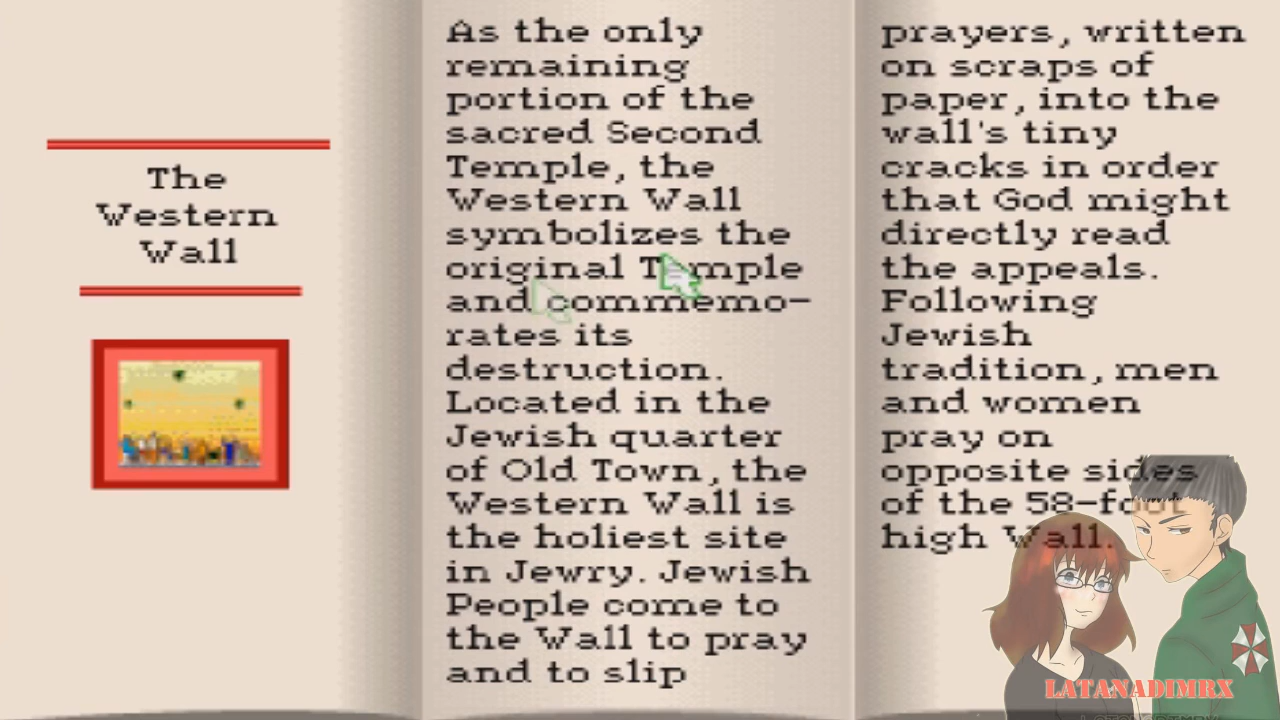 The
Western
Wall
As the only
remaining
portion of the
sacred Second
Temple, the
Western Wall
symbolizes the
original Temple
and commemo-
rates its
destruction.
Located in the
Jewish quarter
of Old Town, the
Western Wall is
the holiest site
in Jewry. Jewish
People come to
the Wall to pray
and to slip
prayers, written
on scraps of
paper, into the
wall's tiny
cracks in order
that God might
directly read
the appeals.
Following
Jewish
tradition, men
and women
pray on
opposite sides
of the 58-foot
high Wall.
LATANADIMRX